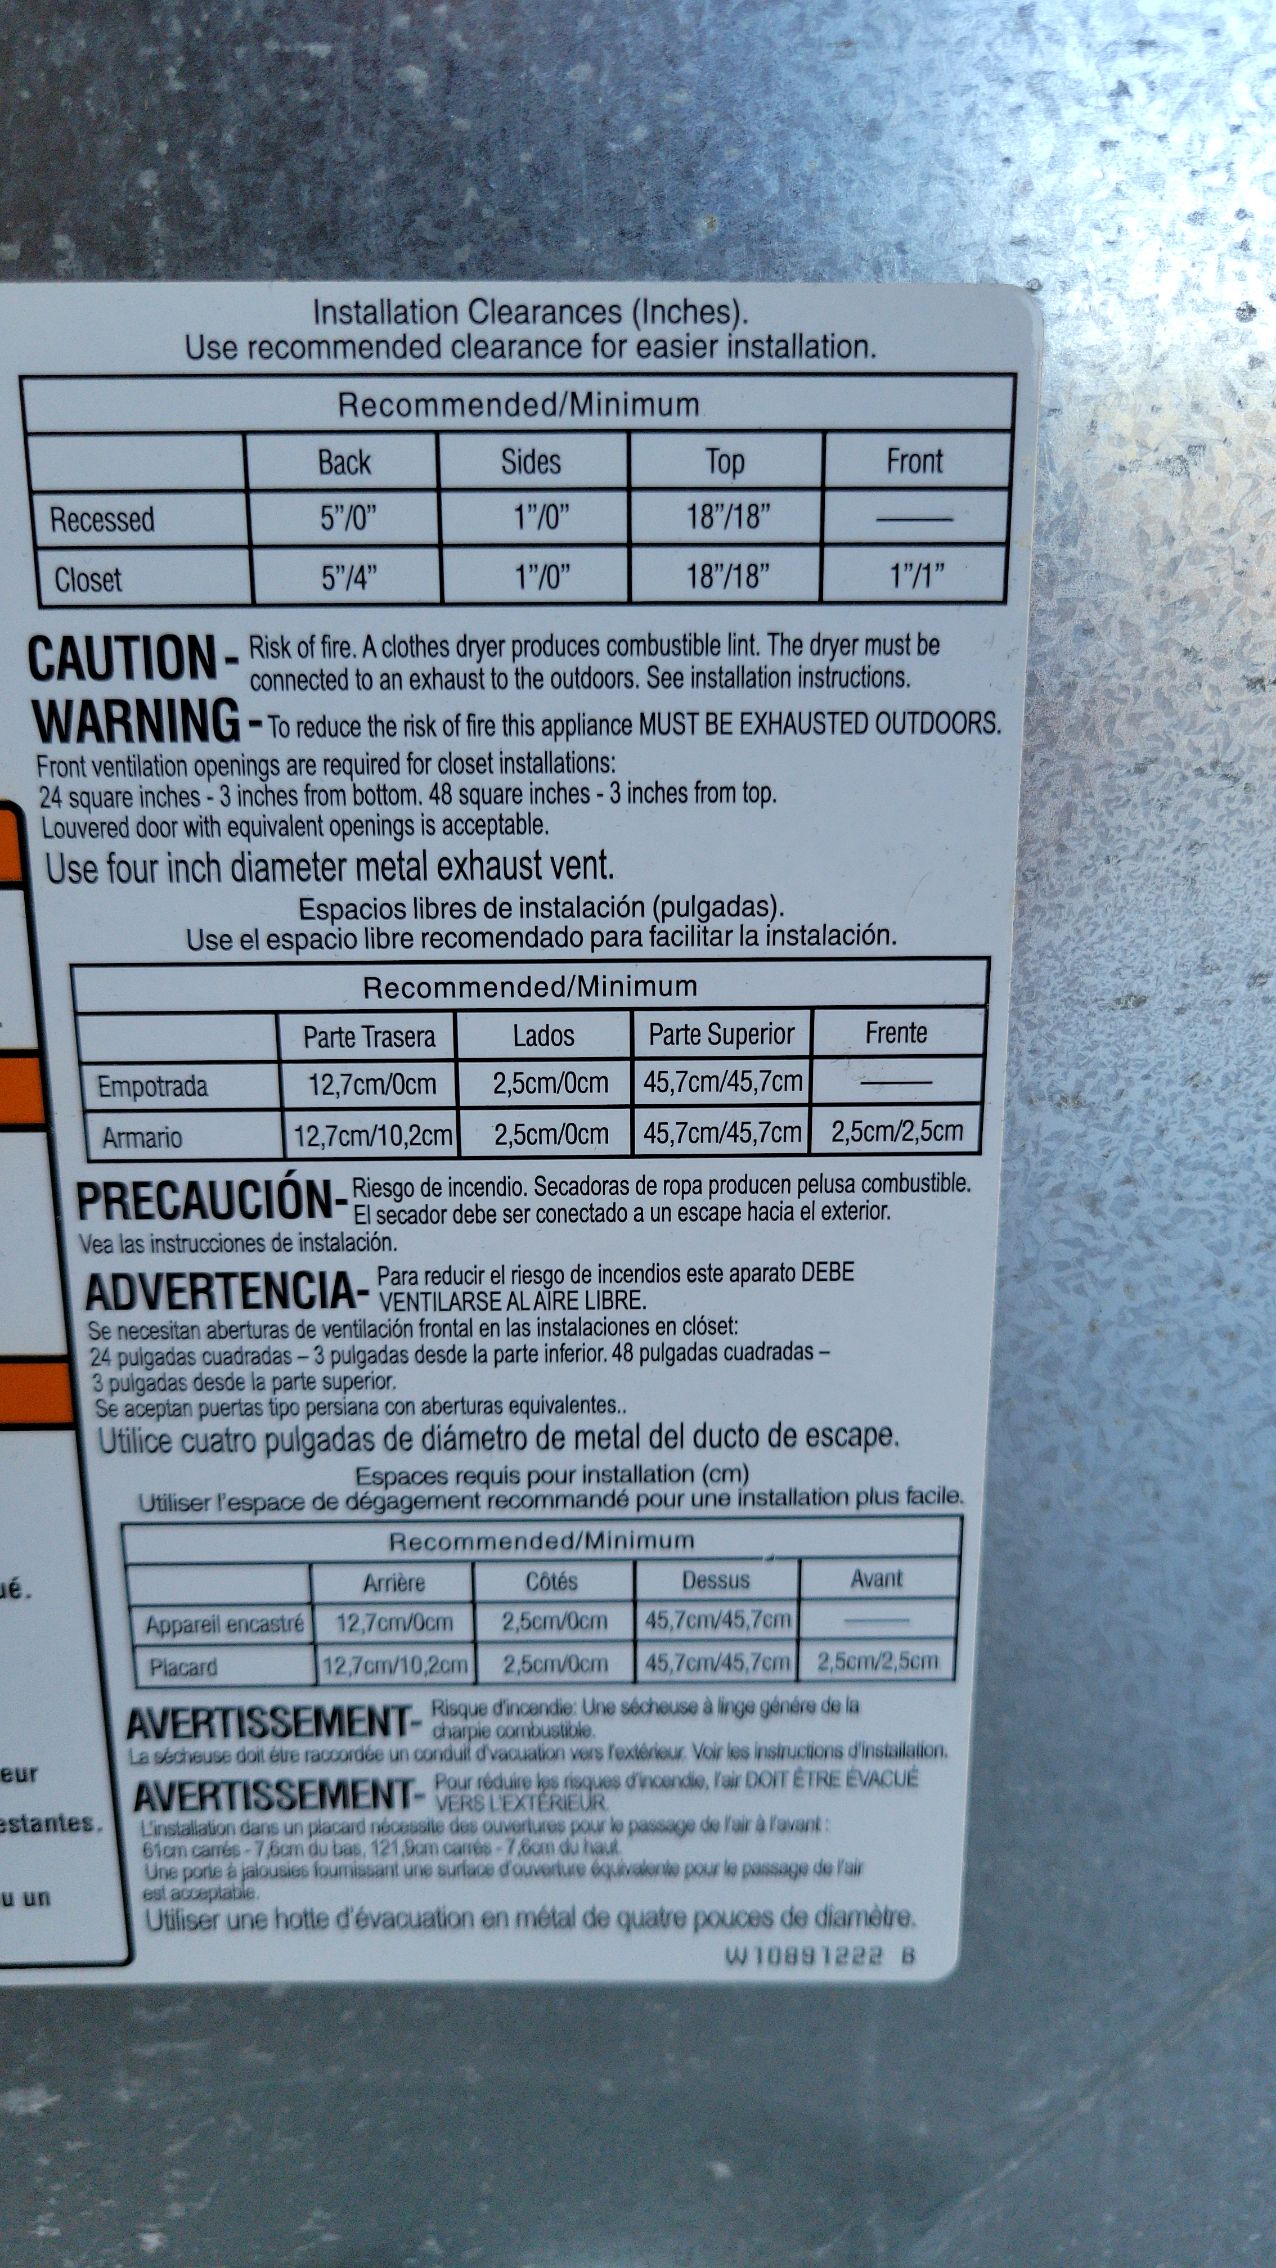 Installation Clearances (Inches).
Use recommended clearance for easier installation.
Recommended/Minimum
Back Sides Top Front
Recessed 5"/0" 1"/0" 18"/18" ——
Closet 5"/4" 1"/0" 18"/18" 1"/1"
CAUTION - Risk of fire. A clothes dryer produces combustible lint. The dryer must be
connected to an exhaust to the outdoors. See installation instructions.
WARNING - To reduce the risk of fire this appliance MUST BE EXHAUSTED OUTDOORS.
Front ventilation openings are required for closet installations:
24 square inches - 3 inches from bottom. 48 square inches - 3 inches from top.
Louvered door with equivalent openings is acceptable.
Use four inch diameter metal exhaust vent.
Espacios libres de instalación (pulgadas).
Use el espacio libre recomendado para facilitar la instalación.
Recommended/Minimum
Parte Trasera Lados Parte Superior Frente
Empotrada 12,7cm/0cm 2,5cm/0cm 45,7cm/45,7cm ——
Armario 12,7cm/10,2cm 2,5cm/0cm 45,7cm/45,7cm 2,5cm/2,5cm
PRECAUCIÓN- Riesgo de incendio. Secadoras de ropa producen pelusa combustible.
El secador debe ser conectado a un escape hacia el exterior.
Vea las instrucciones de instalación.
ADVERTENCIA- Para reducir el riesgo de incendios este aparato DEBE
VENTILARSE AL AIRE LIBRE.
Se necesitan aberturas de ventilación frontal en las instalaciones en clóset:
24 pulgadas cuadradas – 3 pulgadas desde la parte inferior. 48 pulgadas cuadradas –
3 pulgadas desde la parte superior.
Se aceptan puertas tipo persiana con aberturas equivalentes..
Utilice cuatro pulgadas de diámetro de metal del ducto de escape.
Espaces requis pour installation (cm)
Utiliser l'espace de dégagement recommandé pour une installation plus facile.
Recommended/Minimum
Arrière Côtés Dessus Avant
Appareil encastré 12,7cm/0cm 2,5cm/0cm 45,7cm/45,7cm ——
Placard 12,7cm/10,2cm 2,5cm/0cm 45,7cm/45,7cm 2,5cm/2,5cm
AVERTISSEMENT- Risque d'incendie: Une sécheuse à linge génére de la
charpie combustible.
La sécheuse doit être raccordée un conduit d'vacuation vers l'extérieur. Voir les instructions d'installation.
AVERTISSEMENT- Pour réduire les risques d'incendie, l'air DOIT ÊTRE ÉVACUÉ
VERS L'EXTÉRIEUR.
L'installation dans un placard nécessite des ouvertures pour le passage de l'air à l'avant :
61cm carrés - 7,6cm du bas, 121,9cm carrés - 7,6cm du haut.
Une porte à jalousies fournissant une surface d'ouverture équivalente pour le passage de l'air
est acceptable.
Utiliser une hotte d'évacuation en métal de quatre pouces de diamètre.
W10891222 B
ué.
eur
estantes.
u un